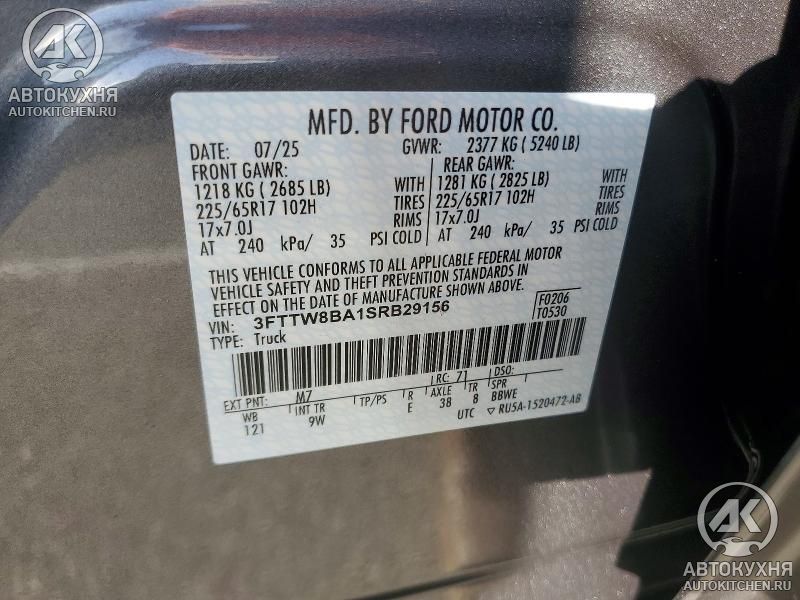 АК
АВТОКУХНЯ
AUTOKITCHEN.RU
MFD. BY FORD MOTOR CO.
DATE: 07/25 GVWR: 2377 KG ( 5240 LB)
FRONT GAWR: REAR GAWR:
1218 KG ( 2685 LB) WITH 1281 KG ( 2825 LB) WITH
225/65R17 102H TIRES 225/65R17 102H TIRES
17x7.0J RIMS 17x7.0J RIMS
AT 240 kPa/ 35 PSI COLD AT 240 kPa/ 35 PSI COLD
THIS VEHICLE CONFORMS TO ALL APPLICABLE FEDERAL MOTOR
VEHICLE SAFETY AND THEFT PREVENTION STANDARDS IN
EFFECT ON THE DATE OF MANUFACTURE SHOWN ABOVE.
VIN: 3FTTW8BA1SRB29156 F0206
TYPE: Truck T0530
EXT PNT: M7 RC: 71 DSO:
WB INT TR TP/PS R AXLE TR SPR
121 9W E 38 8 BBWE
UTC ▽ RU5A-1520472-AB
АК
АВТОКУХНЯ
AUTOKITCHEN.RU